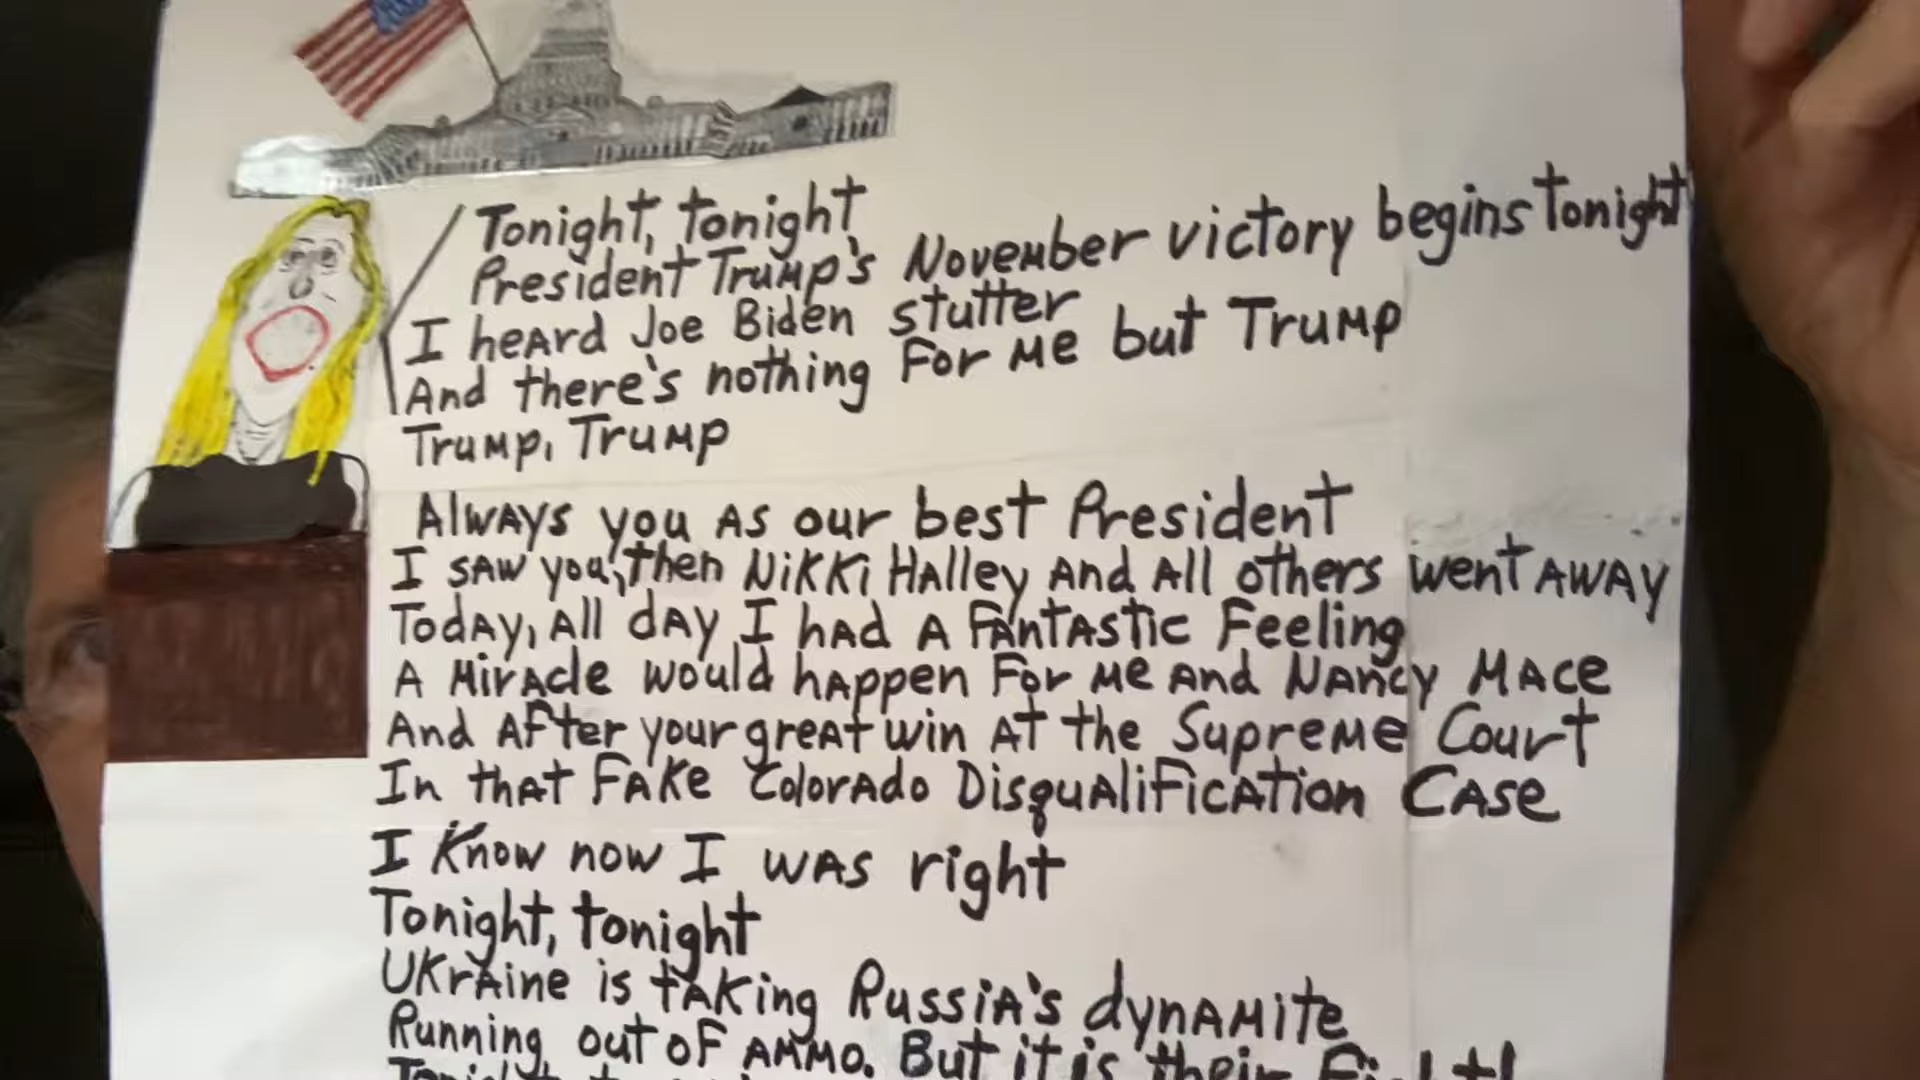 Tonight, tonight
President Trump's November victory begins tonight
I heard Joe Biden stutter
And there's nothing for me but Trump
Trump, Trump
Always you as our best President
I saw you, then Nikki Halley and all others went away
Today, all day I had a fantastic feeling
A miracle would happen for me and Nancy Mace
And after your great win at the Supreme Court
In that fake Colorado Disqualification Case
I know now I was right
Tonight, tonight
Ukraine is taking Russia's dynamite
Running out of ammo. But it is their fight!